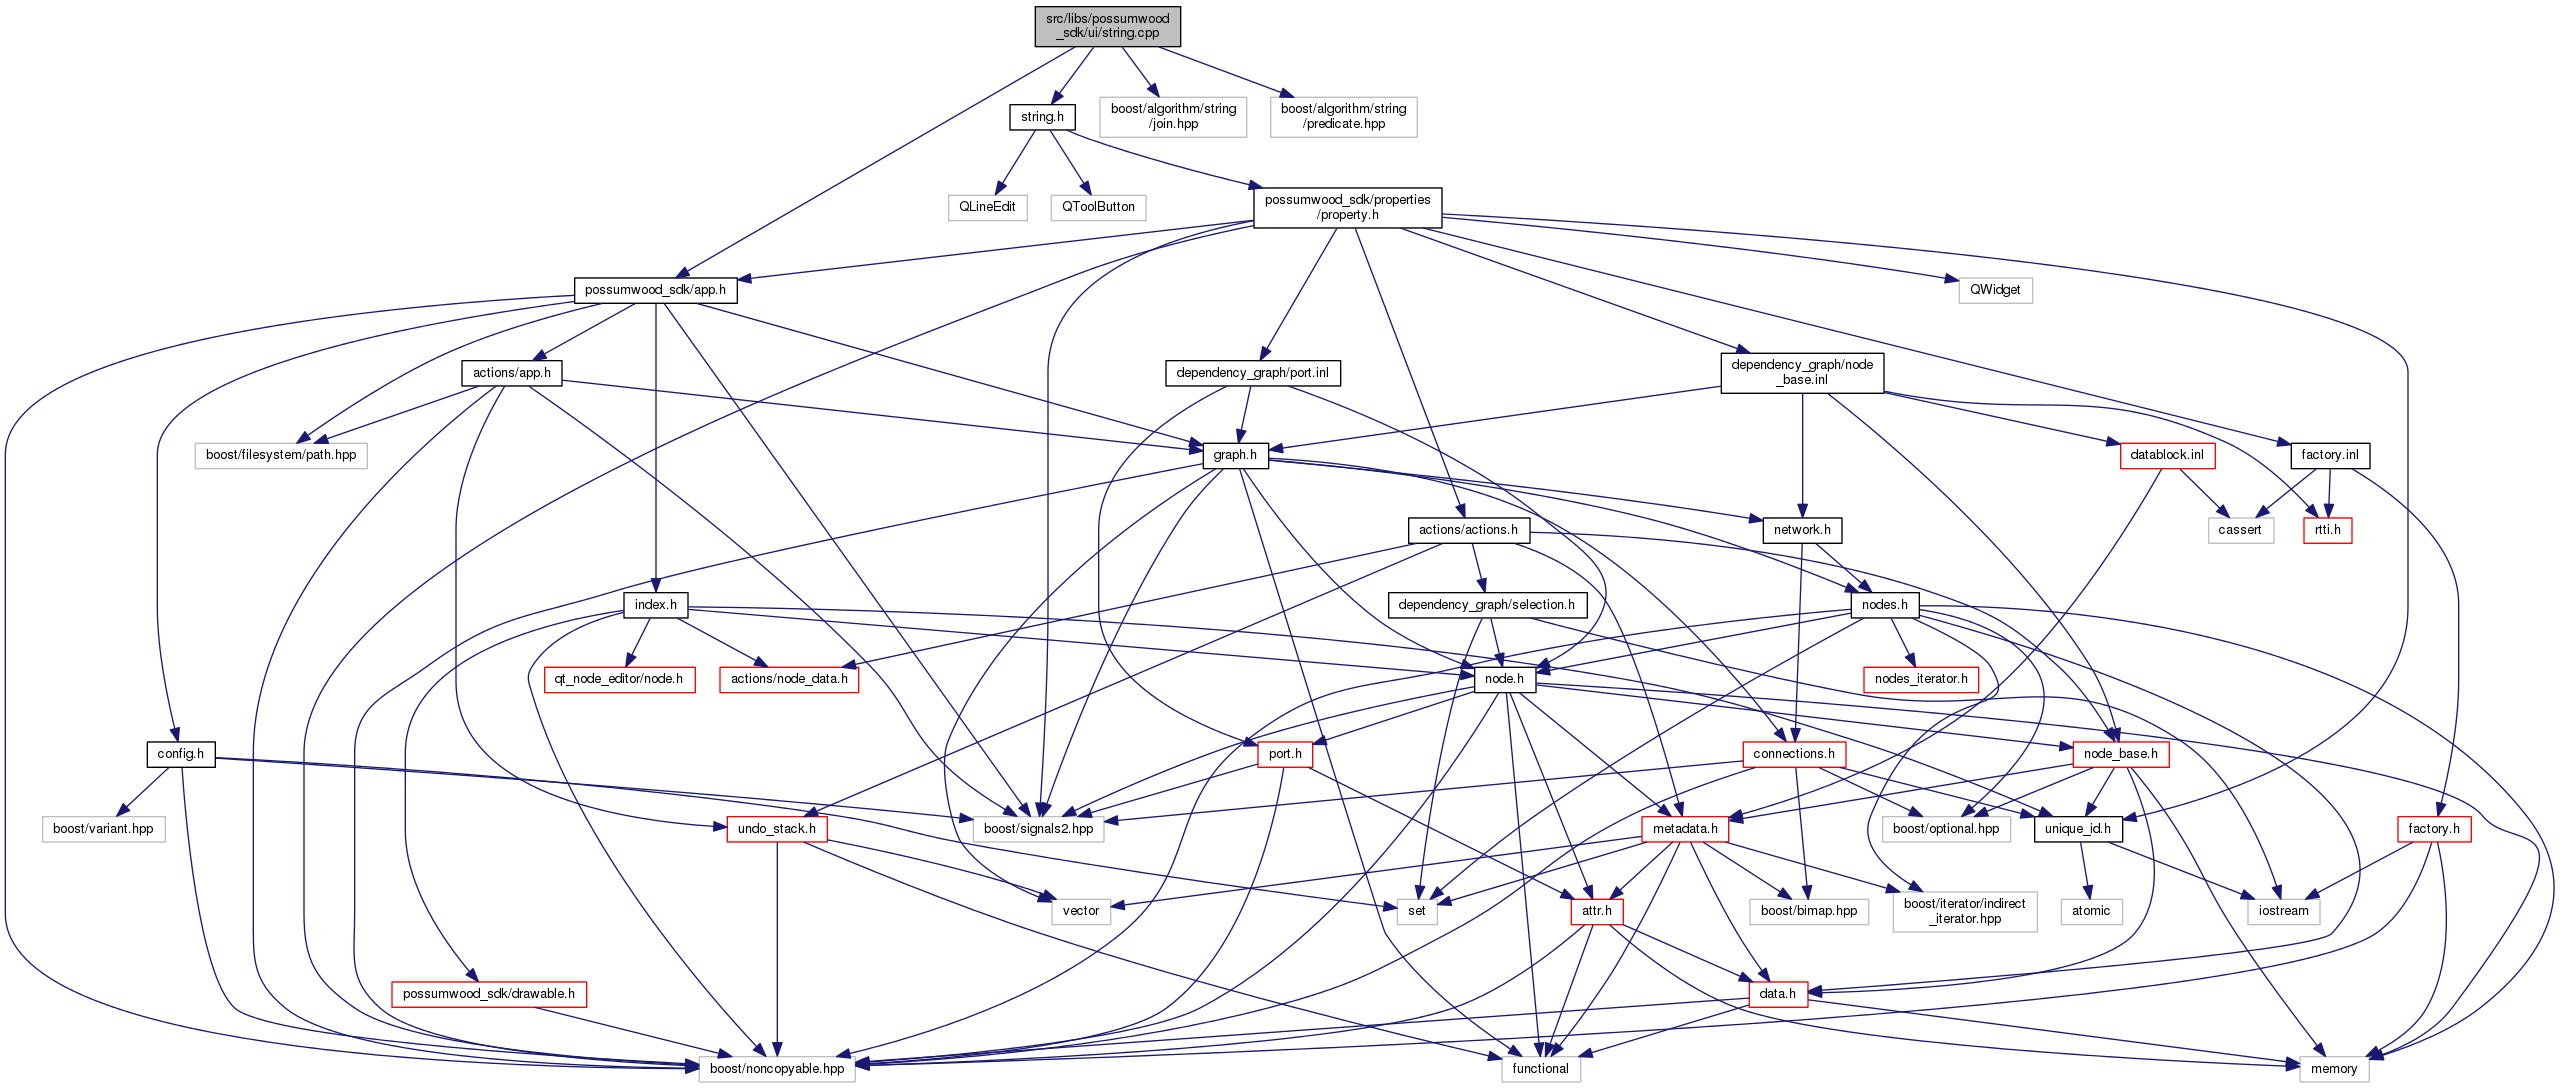 src/libs/possumwood
_sdk/ui/string.cpp
string.h
boost/algorithm/string
/join.hpp
boost/algorithm/string
/predicate.hpp
QLineEdit
QToolButton
possumwood_sdk/properties
/property.h
possumwood_sdk/app.h
QWidget
actions/app.h
dependency_graph/port.inl
dependency_graph/node
_base.inl
boost/filesystem/path.hpp
graph.h
datablock.inl
factory.inl
actions/actions.h
network.h
cassert
rtti.h
index.h
dependency_graph/selection.h
nodes.h
qt_node_editor/node.h
actions/node_data.h
node.h
nodes_iterator.h
config.h
port.h
connections.h
node_base.h
boost/variant.hpp
undo_stack.h
boost/signals2.hpp
metadata.h
boost/optional.hpp
unique_id.h
factory.h
vector
set
attr.h
boost/bimap.hpp
boost/iterator/indirect
_iterator.hpp
atomic
iostream
possumwood_sdk/drawable.h
data.h
boost/noncopyable.hpp
functional
memory